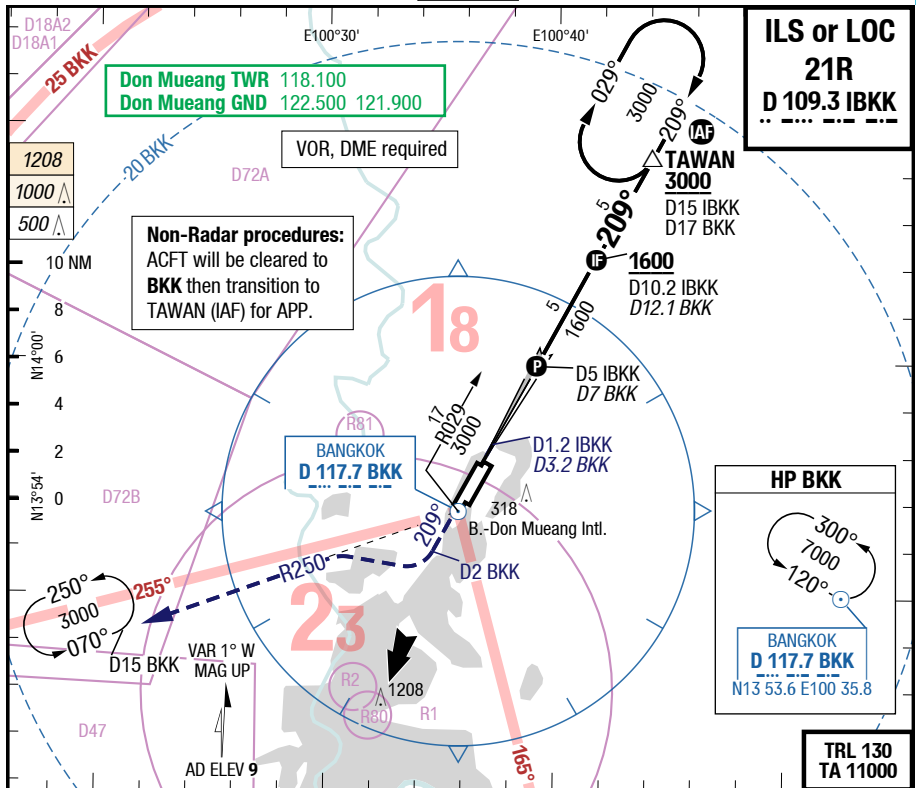 D18A2
D18A1
25 BKK
E100°30'
E100°40'
ILS or LOC
21R
D 109.3 IBKK
Don Mueang TWR 118.100
Don Mueang GND 122.500 121.900
029°
3000
209°
IAF
20 BKK
VOR, DME required
1208
1000
500
D72A
TAWAN
3000
D15 IBKK
D17 BKK
5
209°
Non-Radar procedures:
ACFT will be cleared to
BKK then transition to
TAWAN (IAF) for APP.
10 NM
8
6
4
2
0
N14°00'
N13°54'
IF
1600
D10.2 IBKK
D12.1 BKK
18
5
1600
P
D5 IBKK
D7 BKK
17
R029
3000
R81
BANGKOK
D 117.7 BKK
D1.2 IBKK
D3.2 BKK
D72B
318
B.-Don Mueang Intl.
209°
D2 BKK
R250
255°
250°
3000
070°
D15 BKK
23
HP BKK
300°
7000
120°
BANGKOK
D 117.7 BKK
N13 53.6 E100 35.8
VAR 1° W
MAG UP
R2
1208
R80
R1
D47
165°
AD ELEV 9
TRL 130
TA 11000